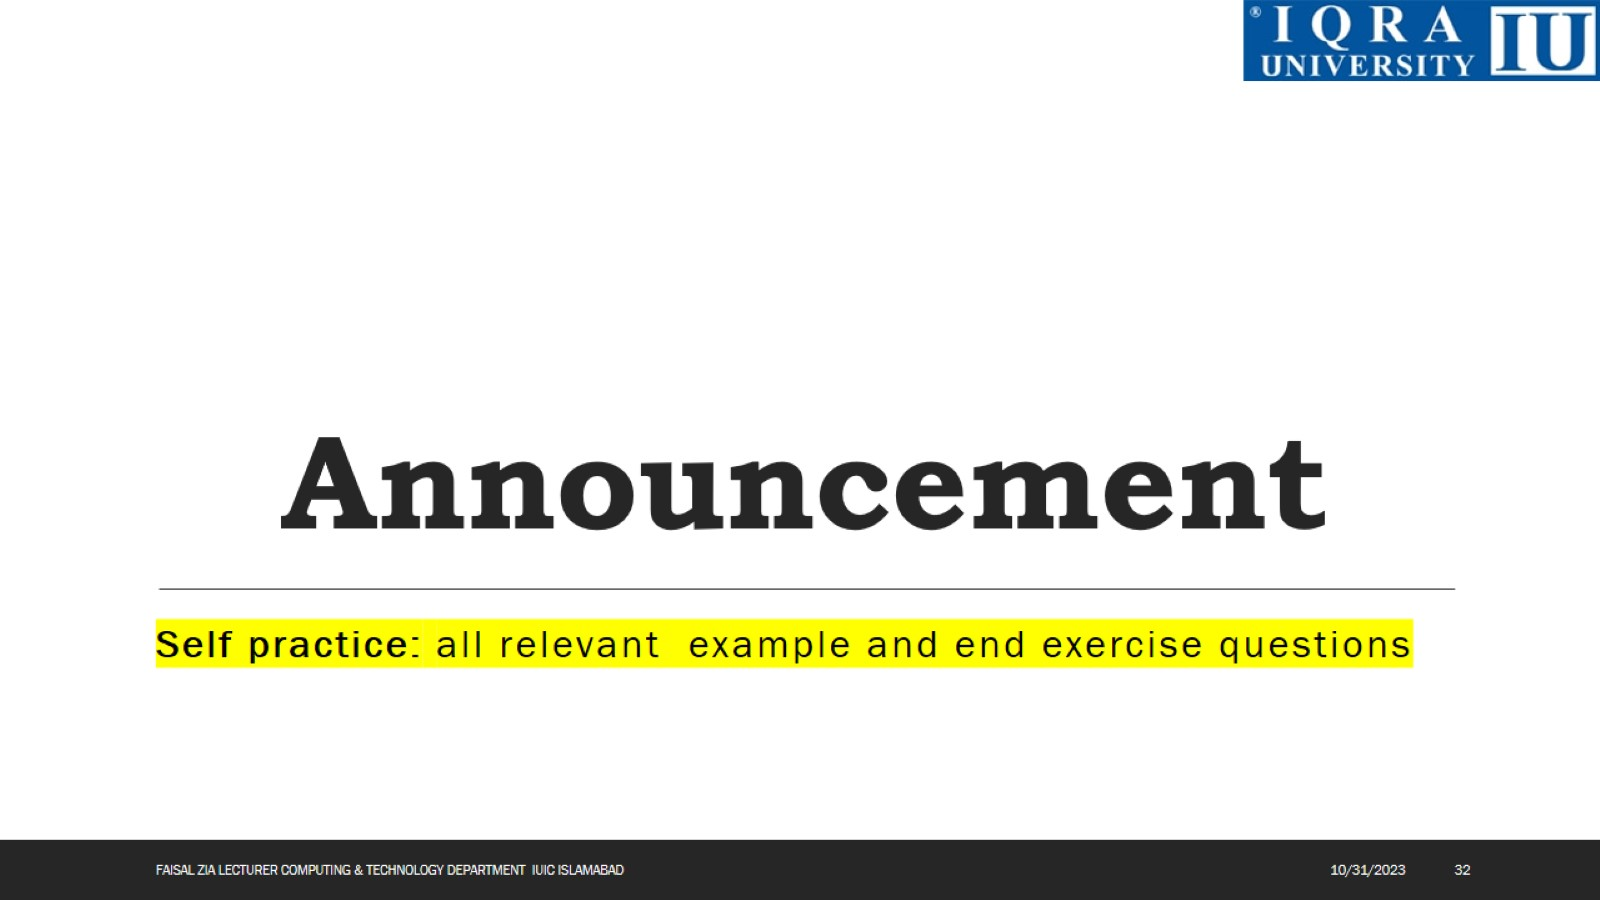 ® IQRA
UNIVERSITY IU
Announcement
Self practice: all relevant  example and end exercise questions
FAISAL ZIA LECTURER COMPUTING & TECHNOLOGY DEPARTMENT  IUIC ISLAMABAD 10/31/2023 32